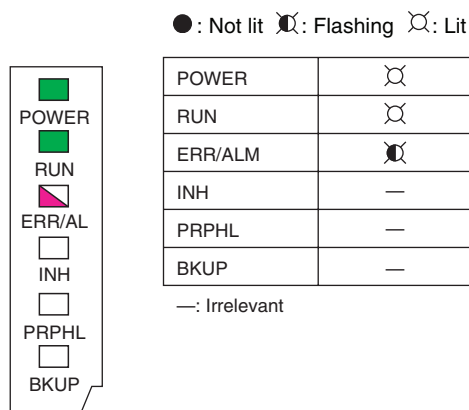 : Not lit : Flashing : Lit
POWER
RUN
ERR/AL
INH
PRPHL
BKUP
POWER
RUN
ERR/ALM
INH —
PRPHL —
BKUP —
—: Irrelevant